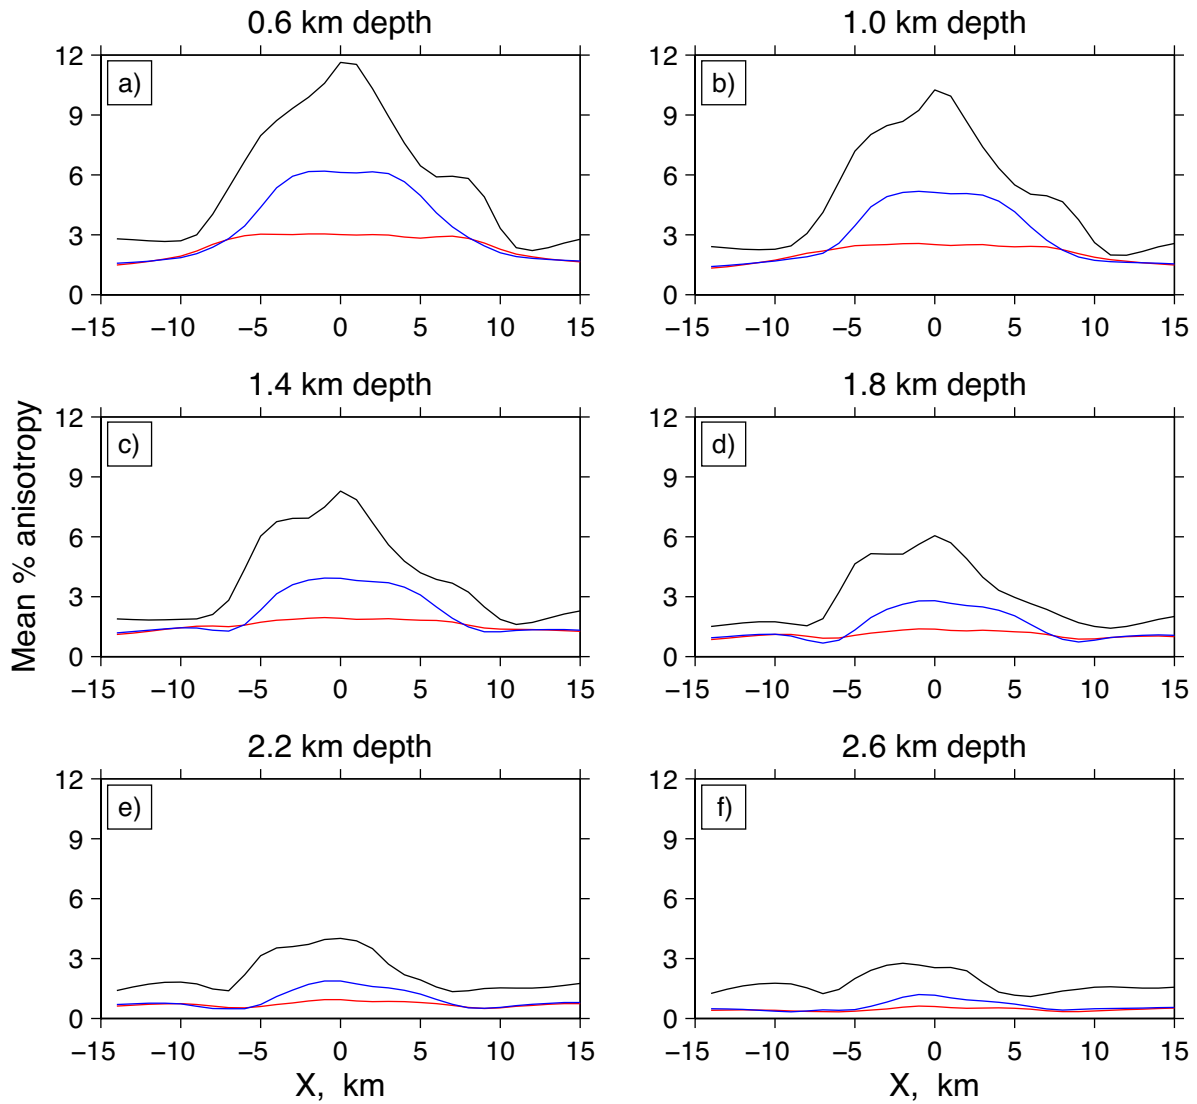 0.6 km depth
1.0 km depth
a)
b)
12
9
6
3
0
12
9
6
3
0
−15 −10 −5 0 5 10 15
−15 −10 −5 0 5 10 15
1.4 km depth
1.8 km depth
c)
d)
Mean % anisotropy
12
9
6
3
0
12
9
6
3
0
−15 −10 −5 0 5 10 15
−15 −10 −5 0 5 10 15
2.2 km depth
2.6 km depth
e)
f)
12
9
6
3
0
12
9
6
3
0
−15 −10 −5 0 5 10 15
−15 −10 −5 0 5 10 15
X, km
X, km